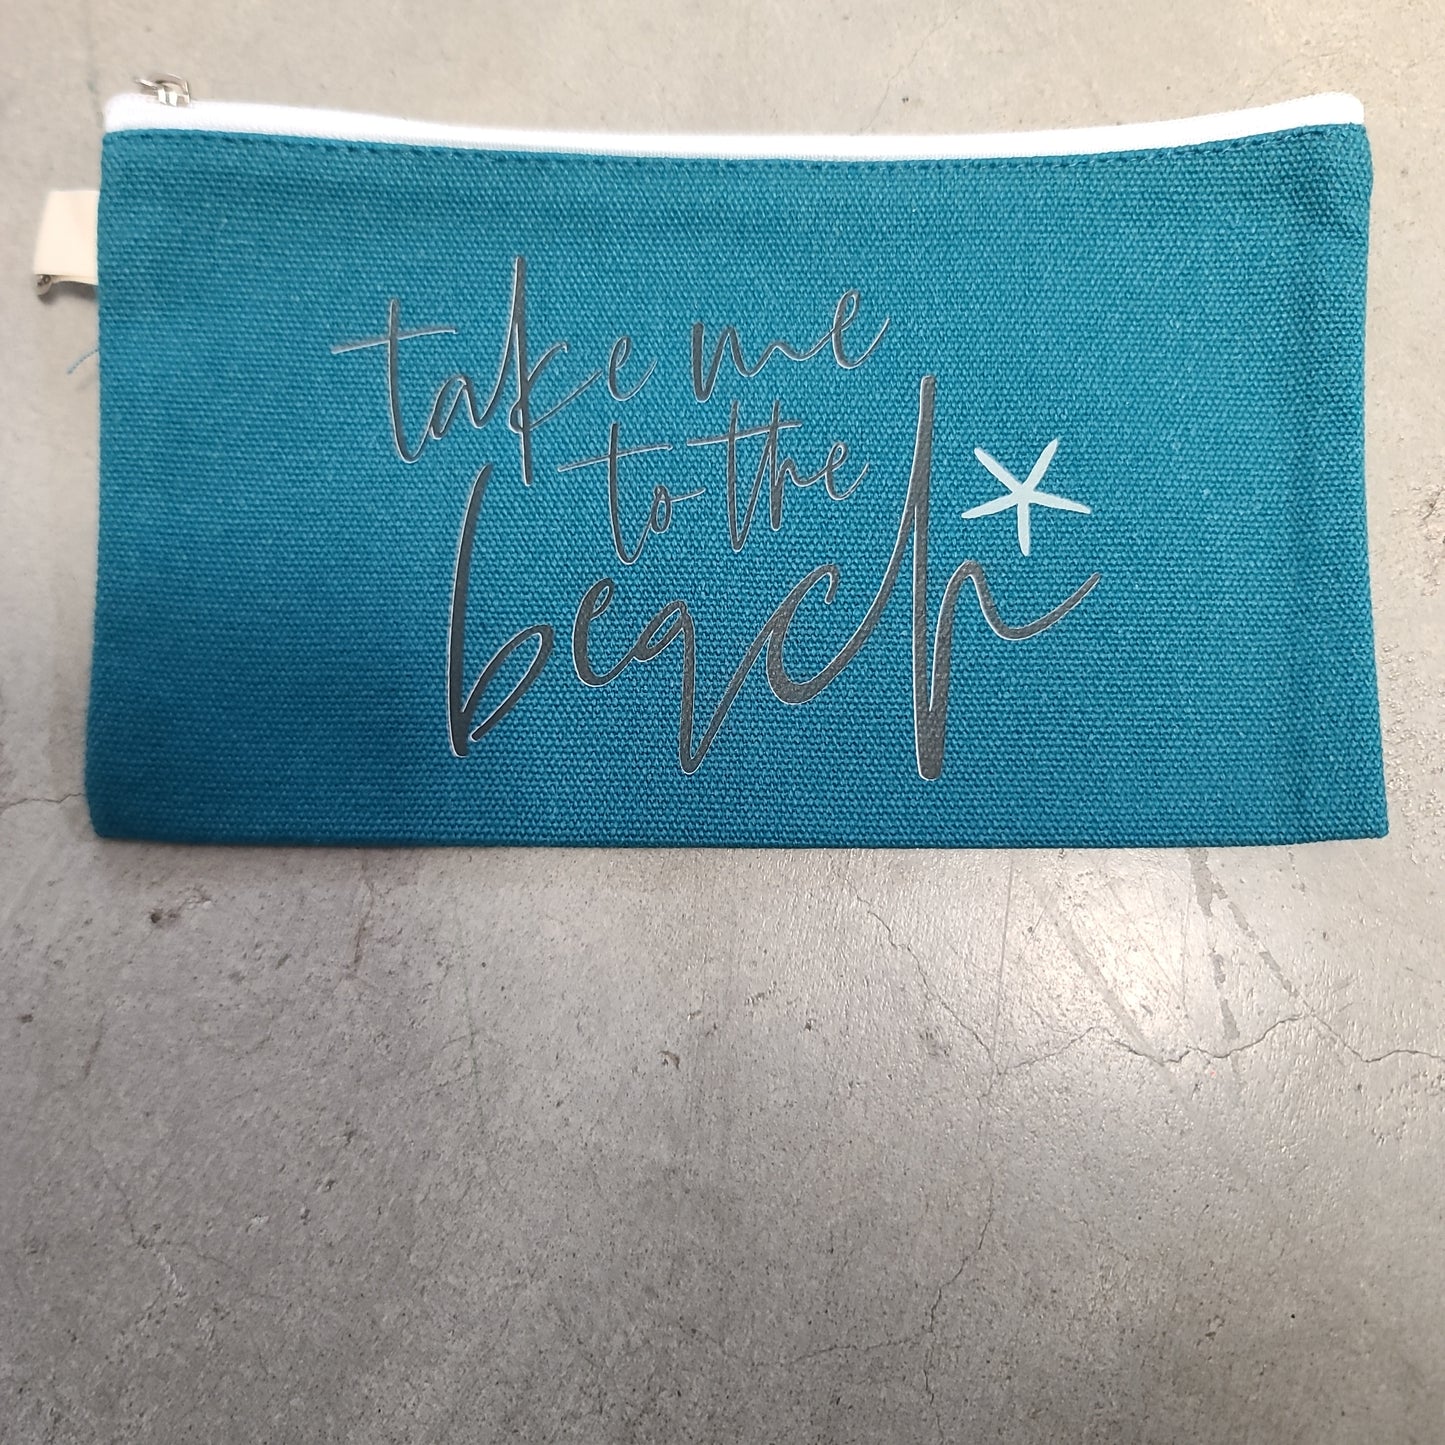 take me
to the
beach